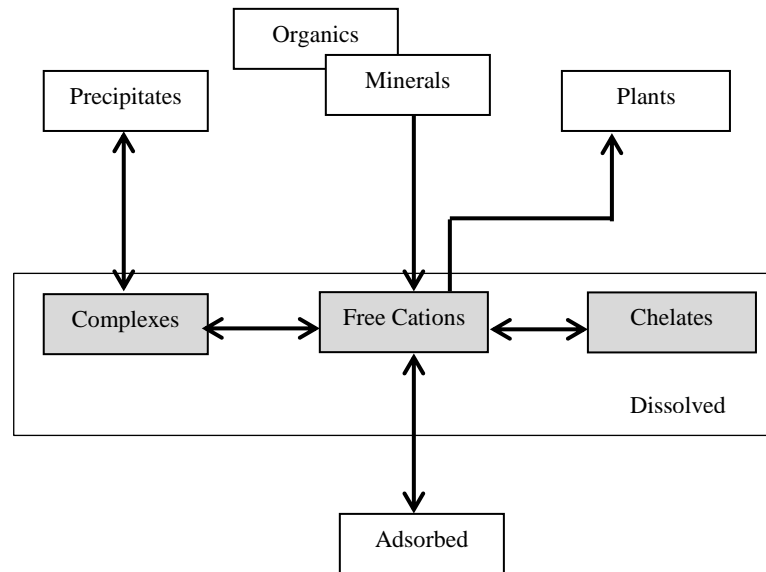 Organics
Minerals
Precipitates
Plants
Complexes
Free Cations
Chelates
Dissolved
Adsorbed